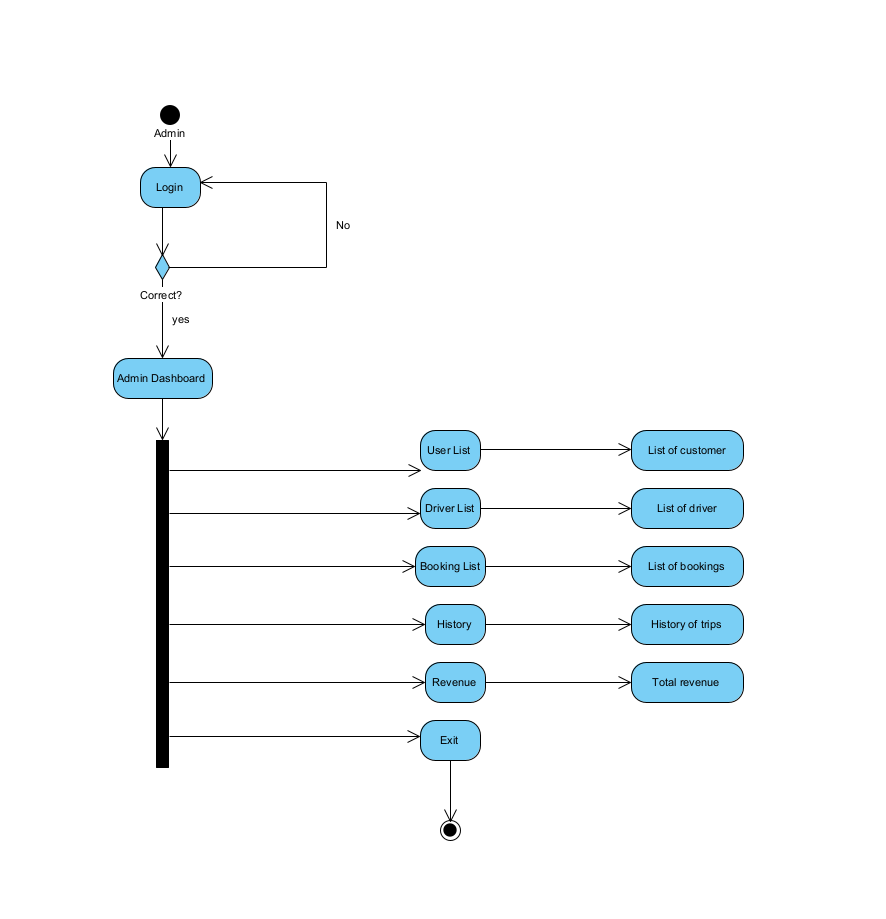 Admin
Login
No
Correct?
yes
Admin Dashboard
User List
List of customer
Driver List
List of driver
Booking List
List of bookings
History
History of trips
Revenue
Total revenue
Exit